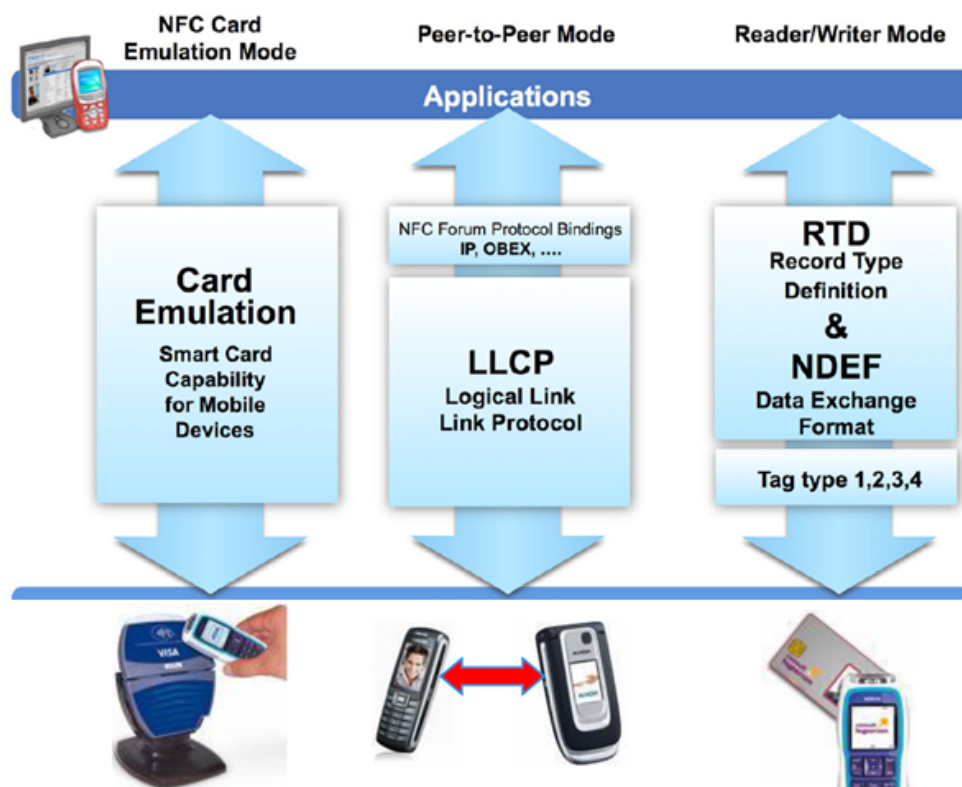 NFC Card
Emulation Mode
Peer-to-Peer Mode
Reader/Writer Mode
Applications
Card
Emulation
Smart Card
Capability
for Mobile
Devices
NFC Forum Protocol Bindings
IP, OBEX, ....
LLCP
Logical Link
Link Protocol
RTD
Record Type
Definition
&
NDEF
Data Exchange
Format
Tag type 1,2,3,4
VISA
NOKIA